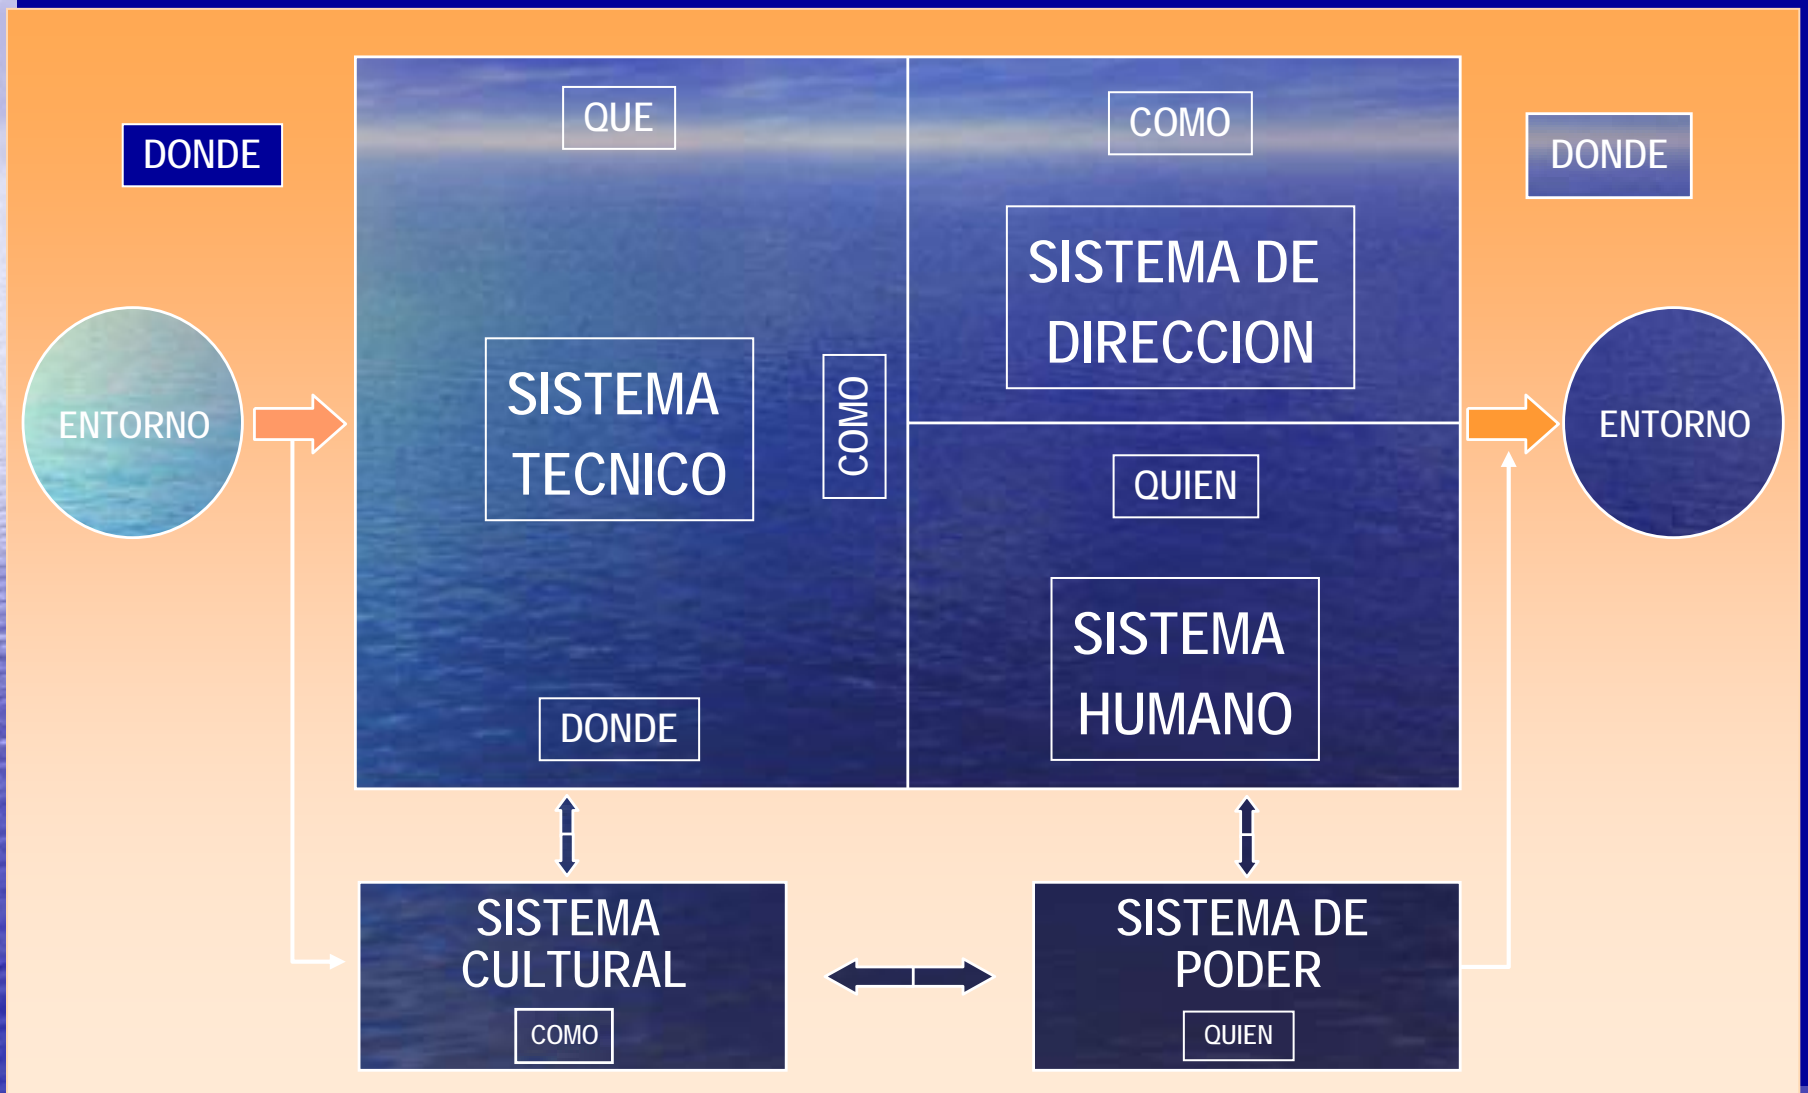 DONDE
ENTORNO
QUE
SISTEMA
TECNICO
COMO
DONDE
COMO
SISTEMA DE
DIRECCION
QUIEN
SISTEMA
HUMANO
DONDE
ENTORNO
SISTEMA
CULTURAL
COMO
SISTEMA DE
PODER
QUIEN